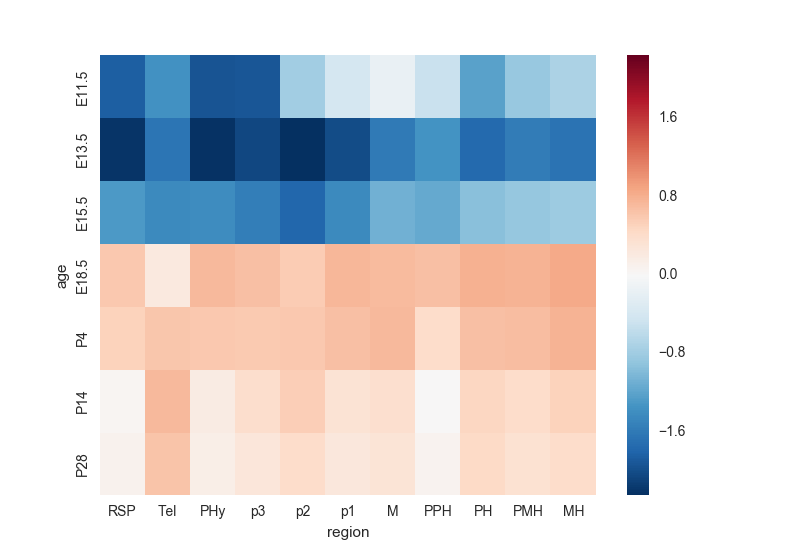 E11.5
E13.5
E15.5
E18.5
P4
P14
P28
age
RSP Tel PHy p3 p2 p1 M PPH PH PMH MH
region
1.6
0.8
0.0
−0.8
−1.6